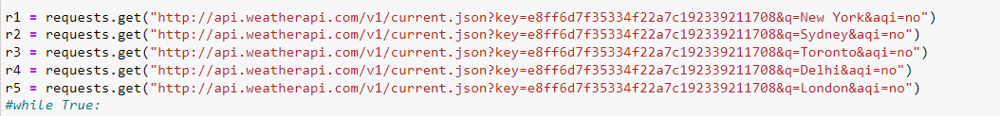 r1 = requests.get("http://api.weatherapi.com/v1/current.json?key=e8ff6d7f35334f22a7c192339211708&q=New York&aqi=no")
r2 = requests.get("http://api.weatherapi.com/v1/current.json?key=e8ff6d7f35334f22a7c192339211708&q=Sydney&aqi=no")
r3 = requests.get("http://api.weatherapi.com/v1/current.json?key=e8ff6d7f35334f22a7c192339211708&q=Toronto&aqi=no")
r4 = requests.get("http://api.weatherapi.com/v1/current.json?key=e8ff6d7f35334f22a7c192339211708&q=Delhi&aqi=no")
r5 = requests.get("http://api.weatherapi.com/v1/current.json?key=e8ff6d7f35334f22a7c192339211708&q=London&aqi=no")
#while True: